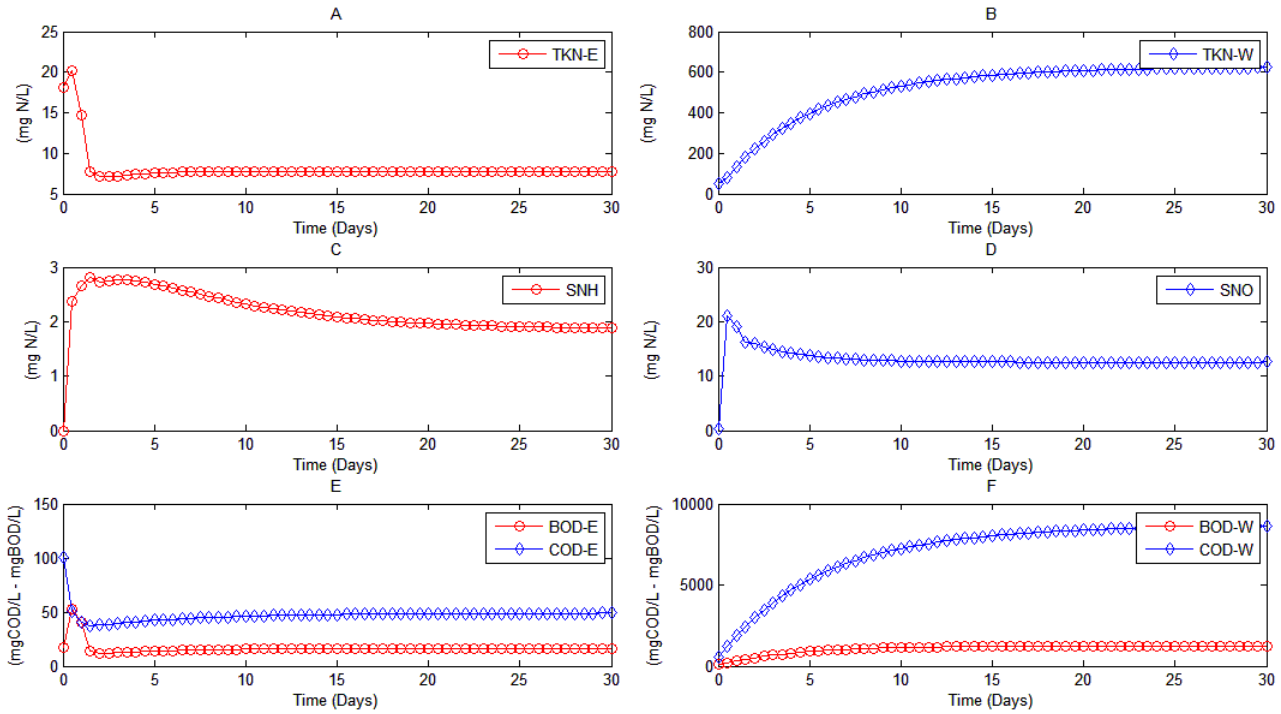 A
25
20
15
10
5
(mg N/L)
TKN-E
0 5 10 15 20 25 30
Time (Days)
B
800
600
400
200
0
(mg N/L)
TKN-W
0 5 10 15 20 25 30
Time (Days)
C
3
2
1
0
(mg N/L)
SNH
0 5 10 15 20 25 30
Time (Days)
D
30
20
10
0
(mg N/L)
SNO
0 5 10 15 20 25 30
Time (Days)
E
150
100
50
0
(mgCOD/L - mgBOD/L)
BOD-E
COD-E
0 5 10 15 20 25 30
Time (Days)
F
10000
5000
0
(mgCOD/L - mgBOD/L)
BOD-W
COD-W
0 5 10 15 20 25 30
Time (Days)